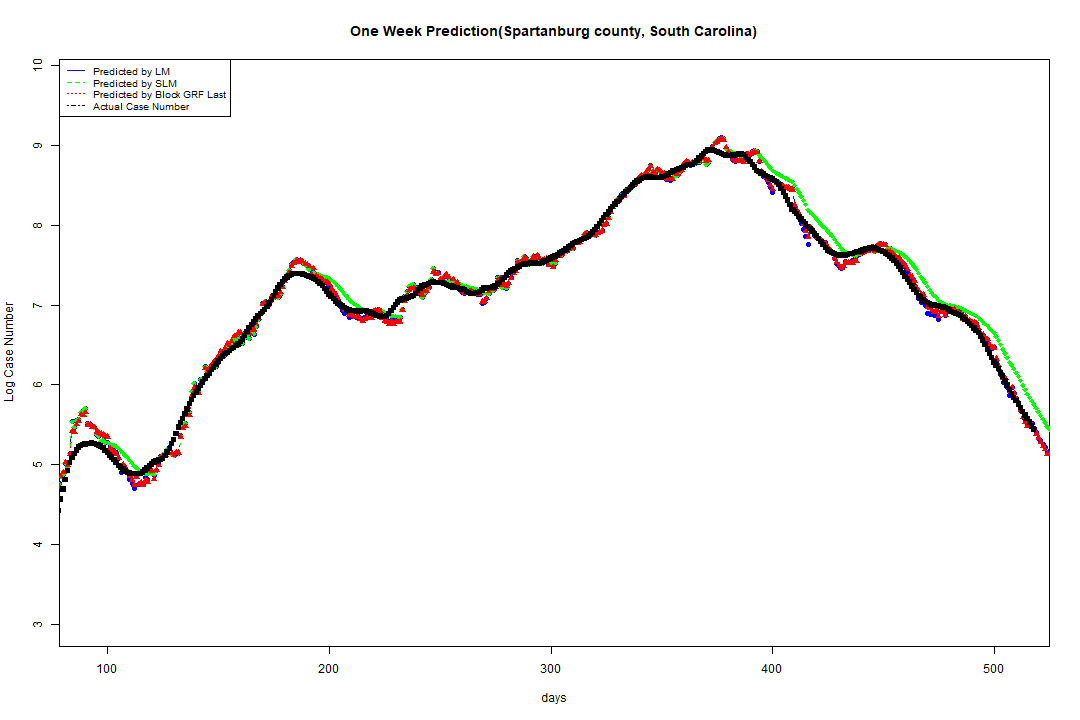 One Week Prediction(Spartanburg county, South Carolina)
Predicted by LM
Predicted by SLM
Predicted by Block GRF Last
Actual Case Number
Log Case Number
10
9
8
7
6
5
4
3
100 200 300 400 500
days